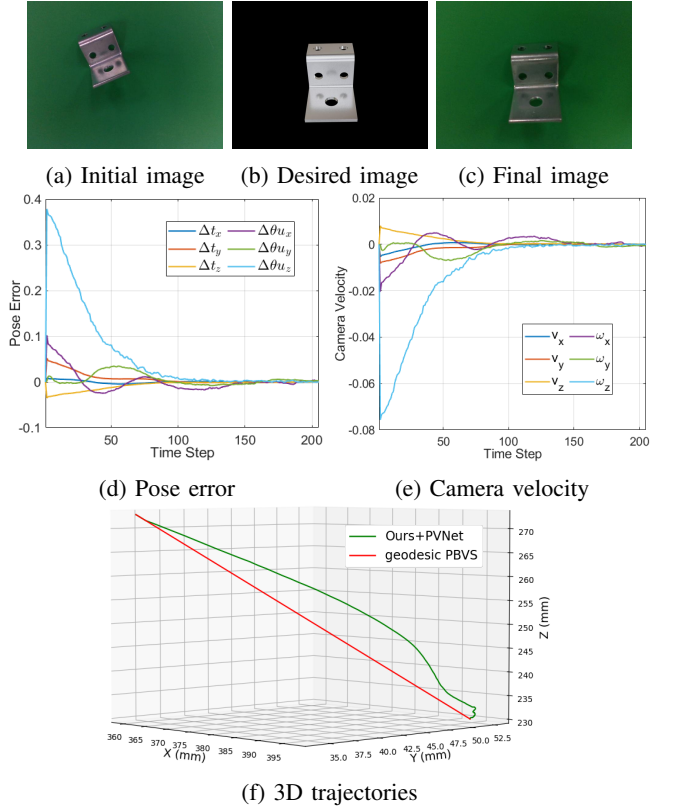 (a) Initial image (b) Desired image (c) Final image
0.4
0.3
0.2
0.1
0
-0.1
Pose Error
Δt_x Δθu_x
Δt_y Δθu_y
Δt_z Δθu_z
50 100 150 200
Time Step
0.02
0
-0.02
-0.04
-0.06
-0.08
Camera Velocity
v_x ω_x
v_y ω_y
v_z ω_z
50 100 150 200
Time Step
(d) Pose error (e) Camera velocity
Ours+PVNet
geodesic PBVS
270
265
260
255
250
245
240
235
230
Z (mm)
360 365 370 375 380 385 390 395
X (mm)
35.0 37.5 40.0 42.5 45.0 47.5 50.0 52.5
Y (mm)
(f) 3D trajectories